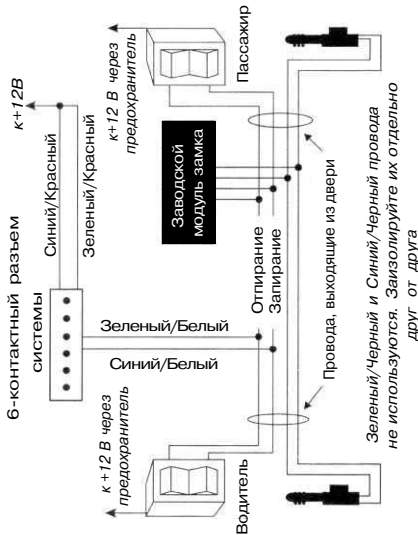 6-контактный разъем
системы
к+12В
Синий/Красный
Зеленый/Красный
Зеленый/Белый
Синий/Белый
к+12 В через
предохранитель
Водитель
к+12 В через
предохранитель
Пассажир
Заводской
модуль замка
Отпирание
Запирание
Провода, выходящие из двери
Зеленый/Черный и Синий/Черный провода
не используются. Заизолируйте их отдельно
друг от друга